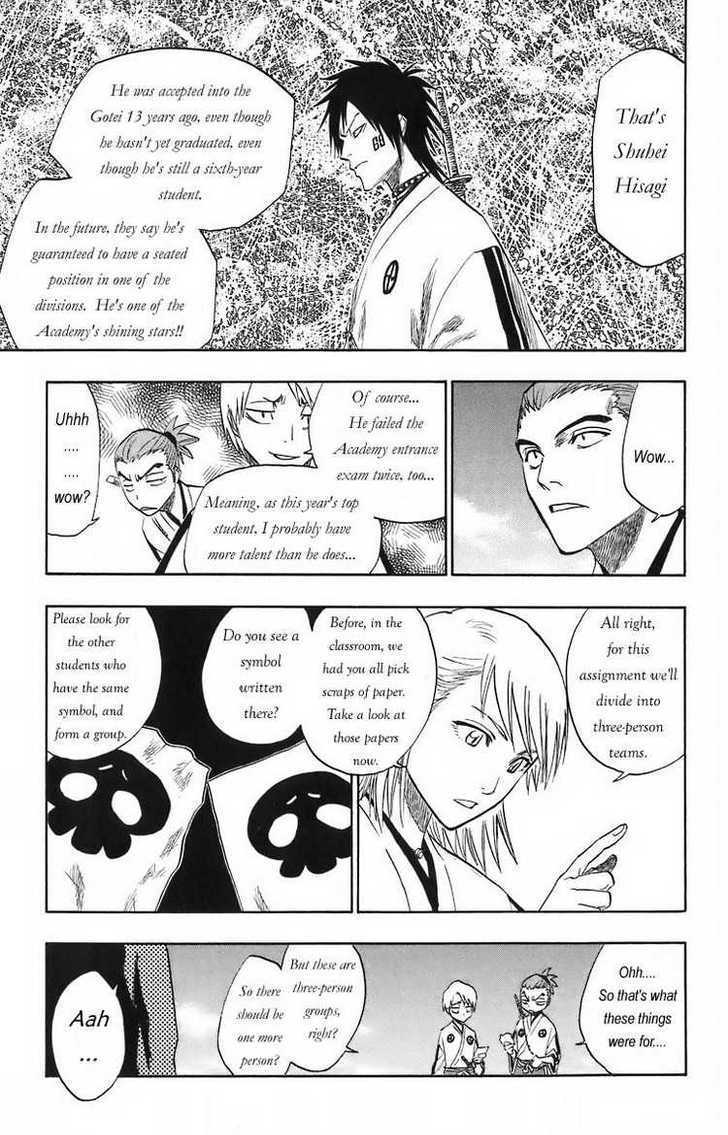 That's
Shuhei
Hisagi
He was accepted into the
Gotei 13 years ago, even though
he hasn't yet graduated, even
though he's still a sixth-year
student.
In the future, they say he's
guaranteed to have a seated
position in one of the
divisions. He's one of the
Academy's shining stars!!
69
Wow...
Of course...
He failed the
Academy entrance
exam twice, too...
Meaning, as this year's top
student, I probably have
more talent than he does...
Uhhh
....
....
wow?
All right,
for this
assignment we'll
divide into
three-person
teams.
Before, in the
classroom, we
had you all pick
scraps of paper.
Take a look at
those papers
now.
Do you see a
symbol
written
there?
Please look for
the other
students who
have the same
symbol, and
form a group.
Ohh....
So that's what
these things
were for....
But these are
three-person
groups,
right?
So there
should be
one more
person?
Aah
...